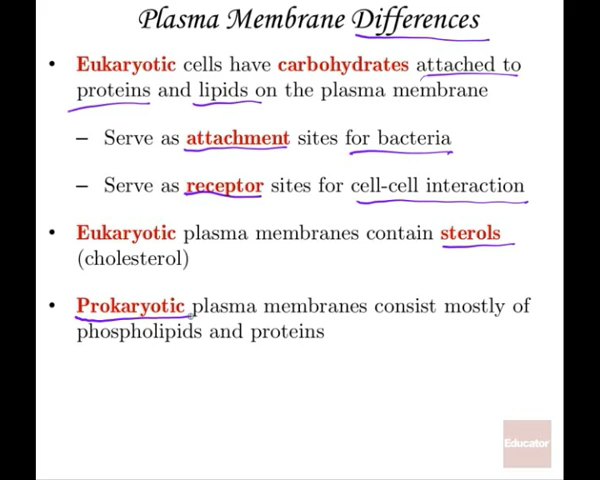 Plasma Membrane Differences
• Eukaryotic cells have carbohydrates attached to
proteins and lipids on the plasma membrane
– Serve as attachment sites for bacteria
– Serve as receptor sites for cell-cell interaction
• Eukaryotic plasma membranes contain sterols
(cholesterol)
• Prokaryotic plasma membranes consist mostly of
phospholipids and proteins
Educator